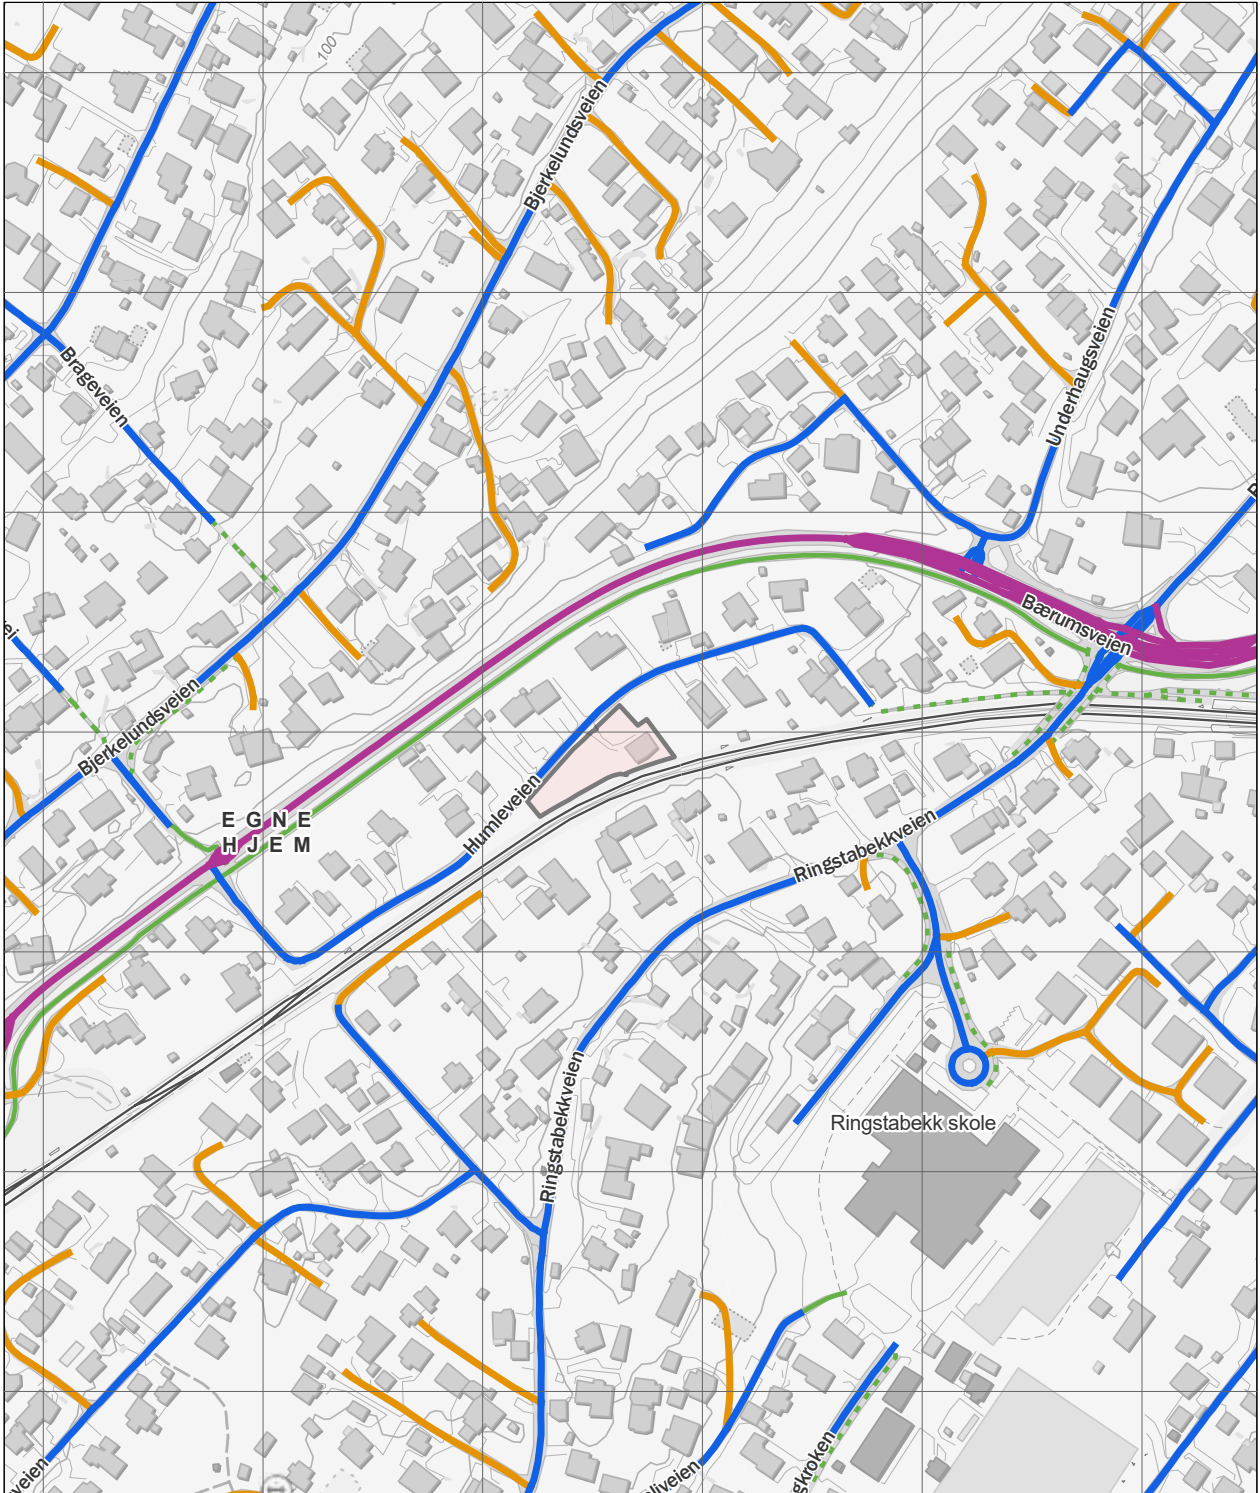 100
Bjerkelundsveien
Brageveien
Underhaugsveien
Bærumsveien
Bjerkelundsveien
E G N E
H J E M
Humleveien
Ringstabekkveien
Ringstabekkveien
Ringstabekk skole